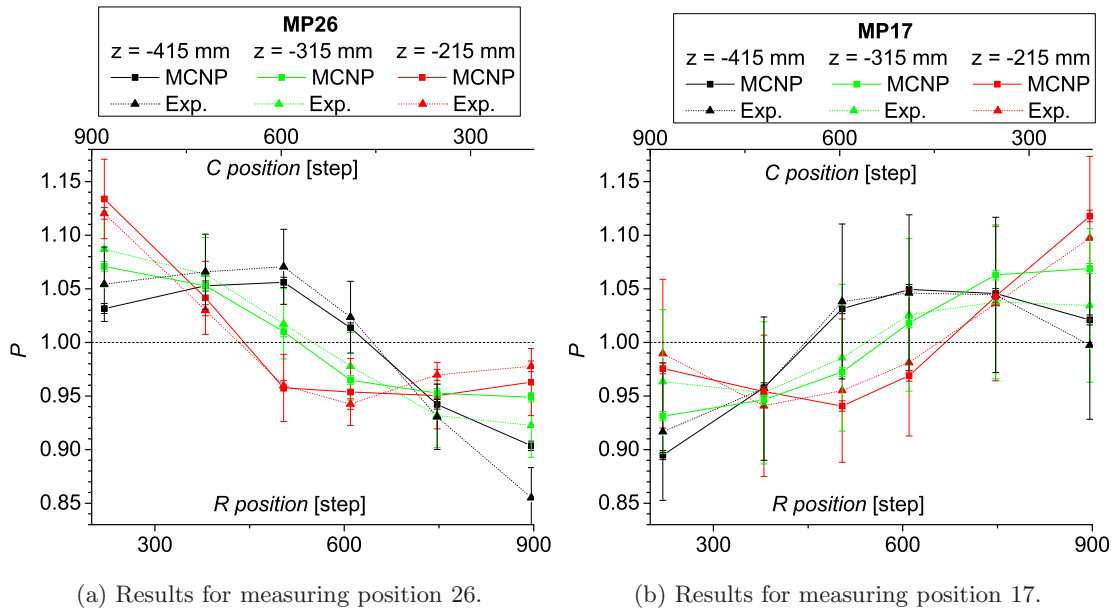 MP26
z = -415 mm z = -315 mm z = -215 mm
MCNP MCNP MCNP
Exp. Exp. Exp.
900 600 300
C position [step]
P
1.15
1.10
1.05
1.00
0.95
0.90
0.85
R position [step]
300 600 900
(a) Results for measuring position 26.
MP17
z = -415 mm z = -315 mm z = -215 mm
MCNP MCNP MCNP
Exp. Exp. Exp.
900 600 300
C position [step]
P
1.15
1.10
1.05
1.00
0.95
0.90
0.85
R position [step]
300 600 900
(b) Results for measuring position 17.